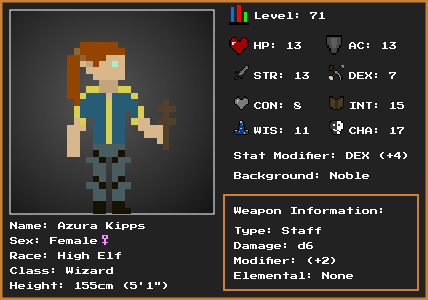 Level: 71
HP: 13 AC: 13
STR: 13 DEX: 7
CON: 8 INT: 15
WIS: 11 CHA: 17
Stat Modifier: DEX (+4)
Background: Noble
Name: Azura Kipps
Sex: Female♀
Race: High Elf
Class: Wizard
Height: 155cm (5'1")
Weapon Information:
Type: Staff
Damage: d6
Modifier: (+2)
Elemental: None